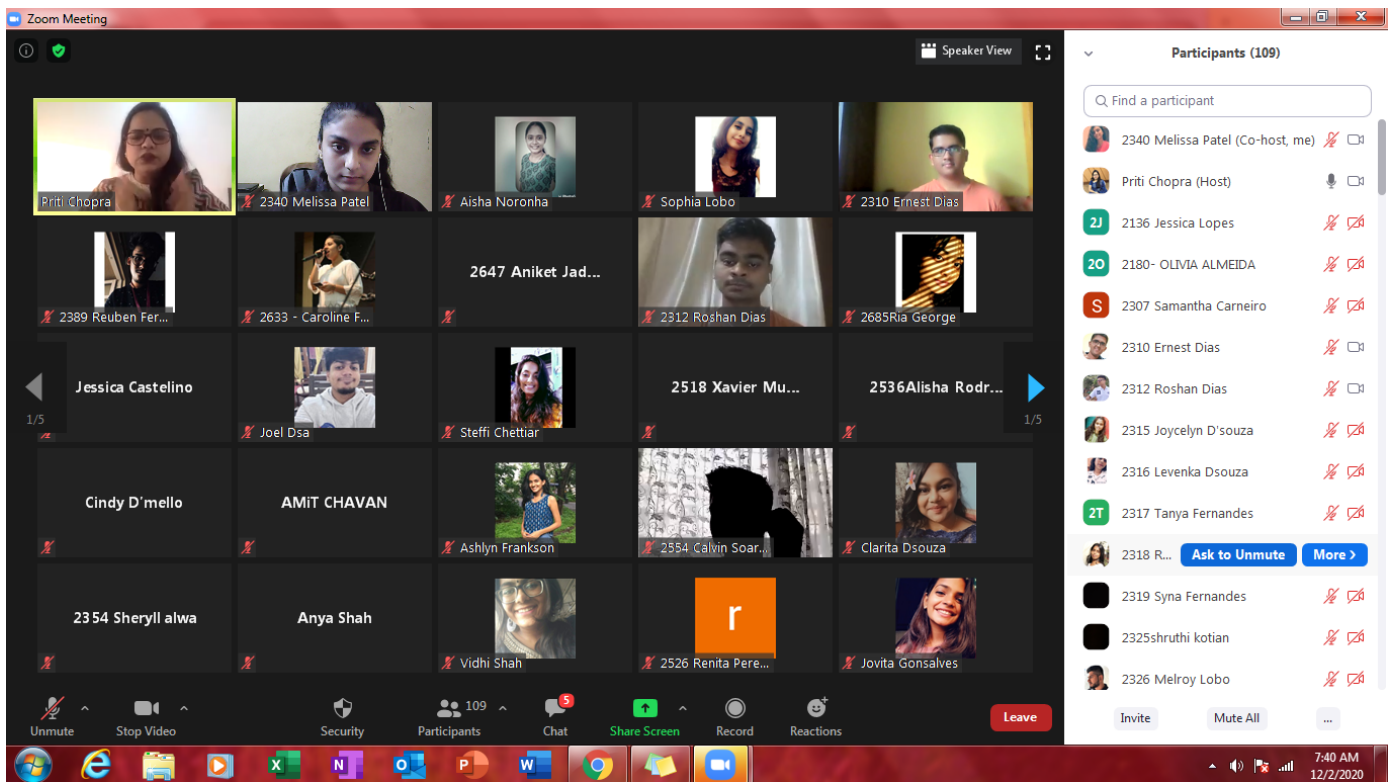 Zoom Meeting
Speaker View
Priti Chopra
2340 Melissa Patel
Aisha Noronha
Sophia Lobo
2310 Ernest Dias
2389 Reuben Fer...
2633 - Caroline F...
2647 Aniket Jad...
2312 Roshan Dias
2685Ria George
Jessica Castelino
Joel Dsa
Steffi Chettiar
2518 Xavier Mu...
2536Alisha Rodr...
1/5
1/5
Cindy D'mello
AMiT CHAVAN
Ashlyn Frankson
2554 Calvin Soar...
Clarita Dsouza
2354 Sheryll alwa
Anya Shah
Vidhi Shah
r
2526 Renita Pere...
Jovita Gonsalves
Unmute
Stop Video
Security
109
Participants
5
Chat
Share Screen
Record
Reactions
Leave
Participants (109)
Find a participant
2340 Melissa Patel (Co-host, me)
Priti Chopra (Host)
2J 2136 Jessica Lopes
2O 2180- OLIVIA ALMEIDA
S 2307 Samantha Carneiro
2310 Ernest Dias
2312 Roshan Dias
2315 Joycelyn D'souza
2316 Levenka Dsouza
2T 2317 Tanya Fernandes
2318 R... Ask to Unmute More >
2319 Syna Fernandes
2325shruthi kotian
2326 Melroy Lobo
Invite Mute All ...
7:40 AM
12/2/2020